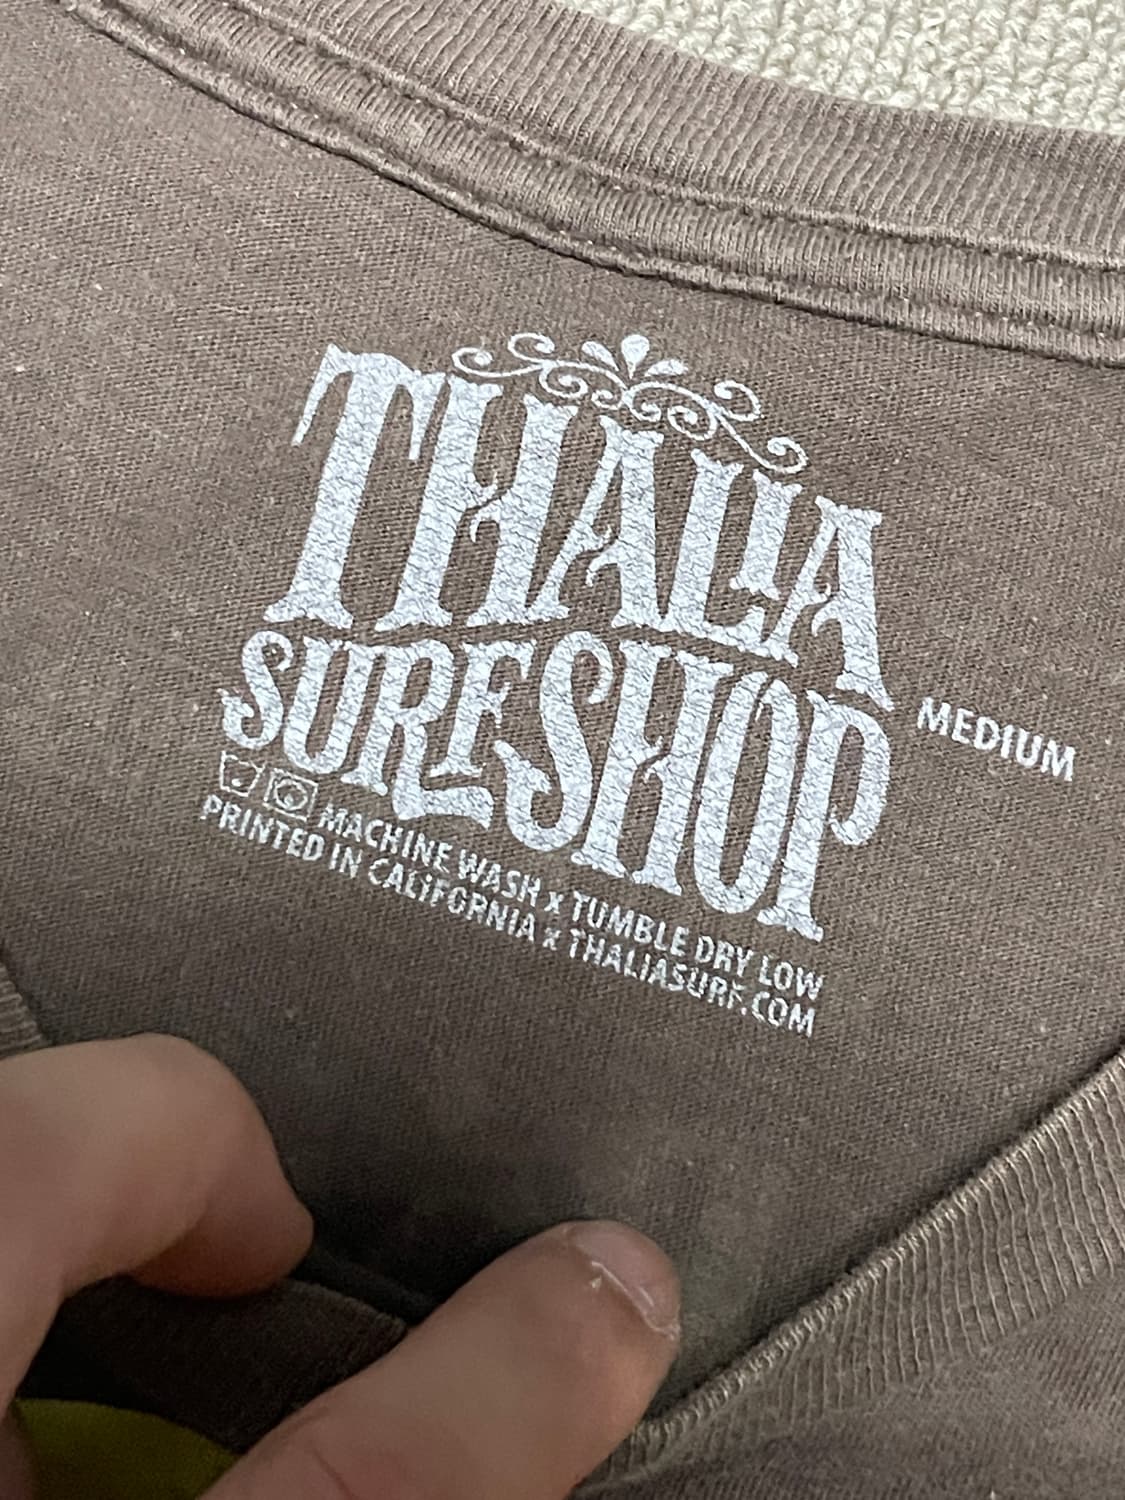 THALIA
SURF SHOP
MEDIUM
MACHINE WASH x TUMBLE DRY LOW
PRINTED IN CALIFORNIA x THALIASURF.COM